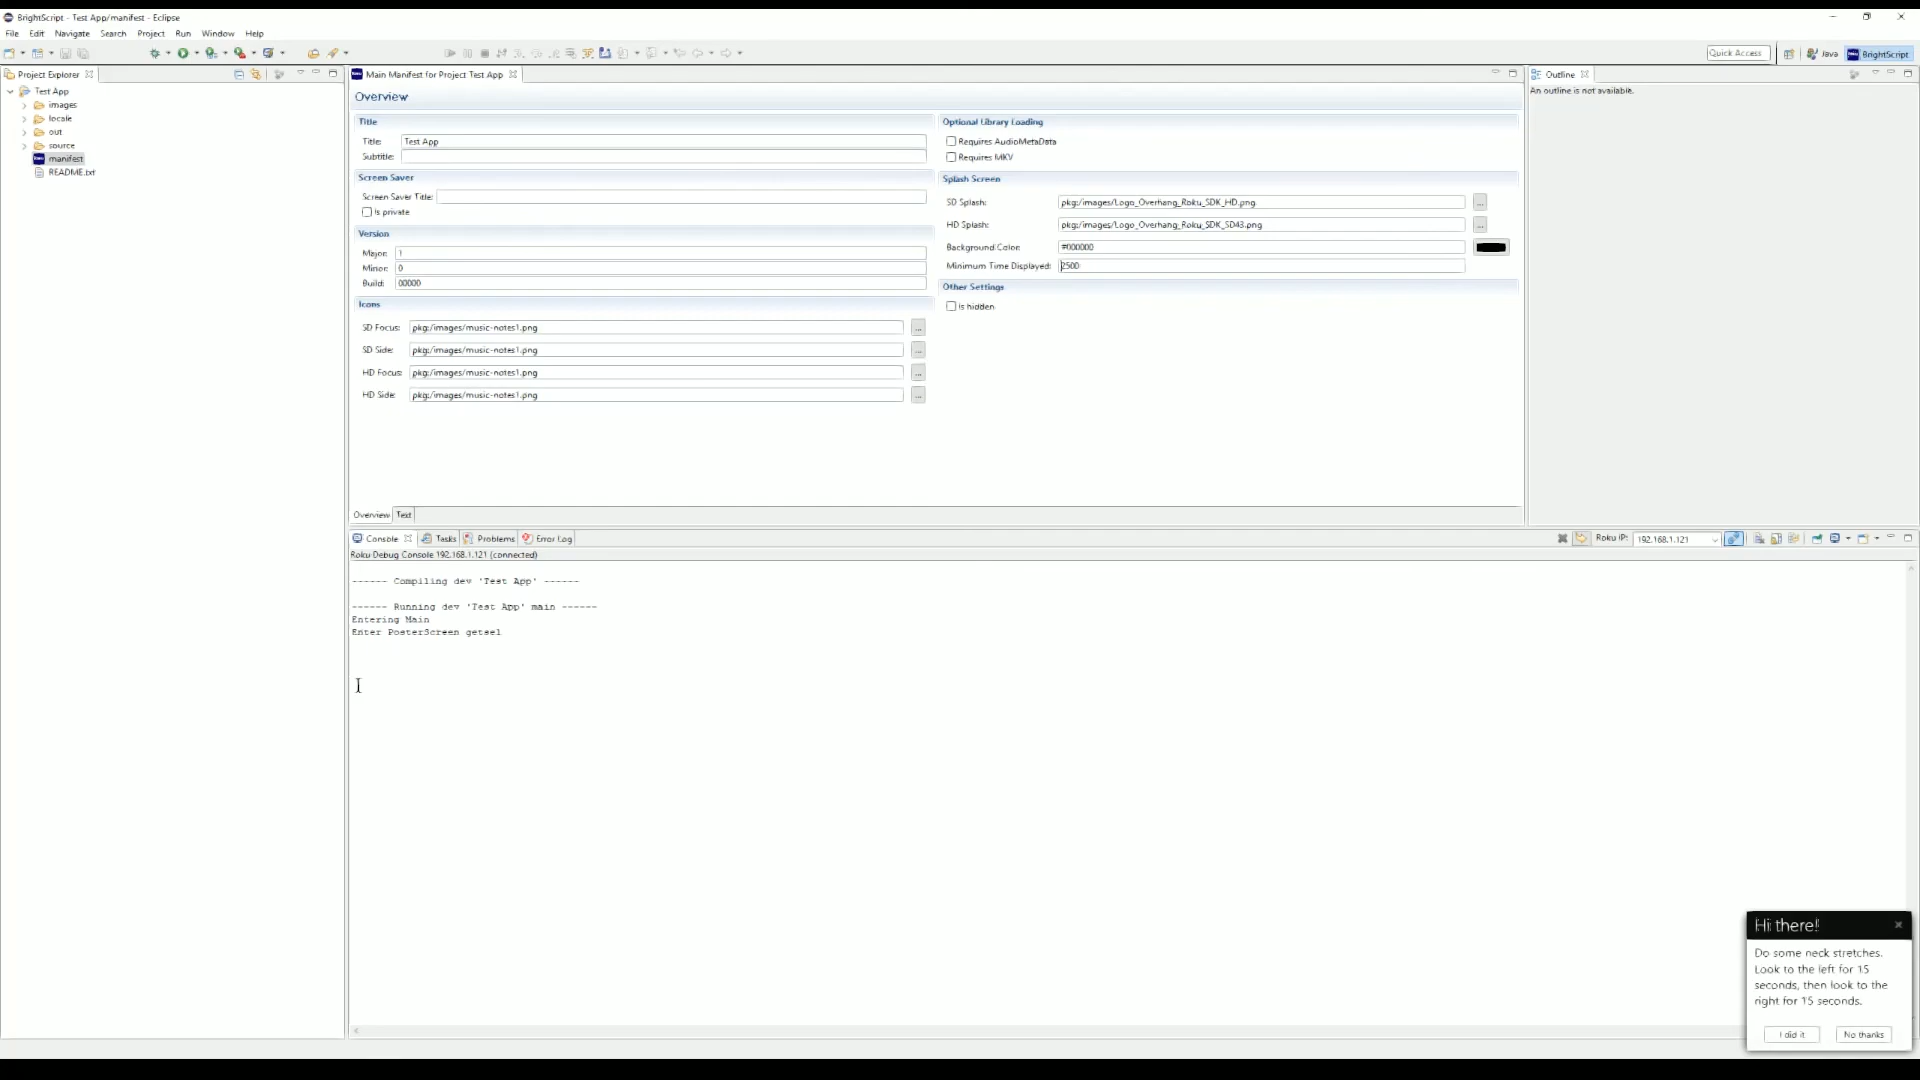 BrightScript - Test App/manifest - Eclipse
File Edit Navigate Search Project Run Window Help
Quick Access
Java
BrightScript
Project Explorer
Test App
images
locale
out
source
manifest
README.txt
Main Manifest for Project Test App
Overview
Title
Title: Test App
Subtitle:
Screen Saver
Screen Saver Title:
Is private
Version
Major: 1
Minor: 0
Build: 00000
Icons
SD Focus: pkg:/images/music-notes1.png ...
SD Side: pkg:/images/music-notes1.png ...
HD Focus: pkg:/images/music-notes1.png ...
HD Side: pkg:/images/music-notes1.png ...
Optional Library Loading
Requires AudioMetaData
Requires MKV
Splash Screen
SD Splash: pkg:/images/Logo_Overhang_Roku_SDK_HD.png ...
HD Splash: pkg:/images/Logo_Overhang_Roku_SDK_SD43.png ...
Background Color: #000000
Minimum Time Displayed: 2500
Other Settings
Is hidden
Overview Text
Outline
An outline is not available.
Console Tasks Problems Error Log
Roku IP: 192.168.1.121
Roku Debug Console 192.168.1.121 (connected)
------ Compiling dev 'Test App' ------
------ Running dev 'Test App' main ------
Entering Main
Enter PosterScreen getsel
Hi there!
Do some neck stretches.
Look to the left for 15
seconds, then look to the
right for 15 seconds.
I did it
No thanks